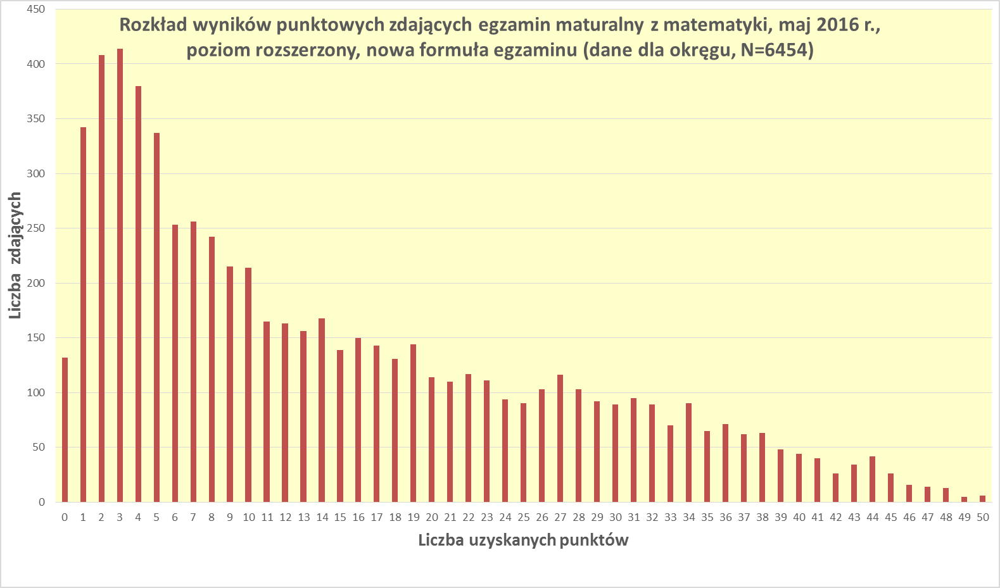 Rozkład wyników punktowych zdających egzamin maturalny z matematyki, maj 2016 r.,
poziom rozszerzony, nowa formuła egzaminu (dane dla okręgu, N=6454)
450
400
350
300
250
200
150
100
50
0
Liczba zdających
0 1 2 3 4 5 6 7 8 9 10 11 12 13 14 15 16 17 18 19 20 21 22 23 24 25 26 27 28 29 30 31 32 33 34 35 36 37 38 39 40 41 42 43 44 45 46 47 48 49 50
Liczba uzyskanych punktów